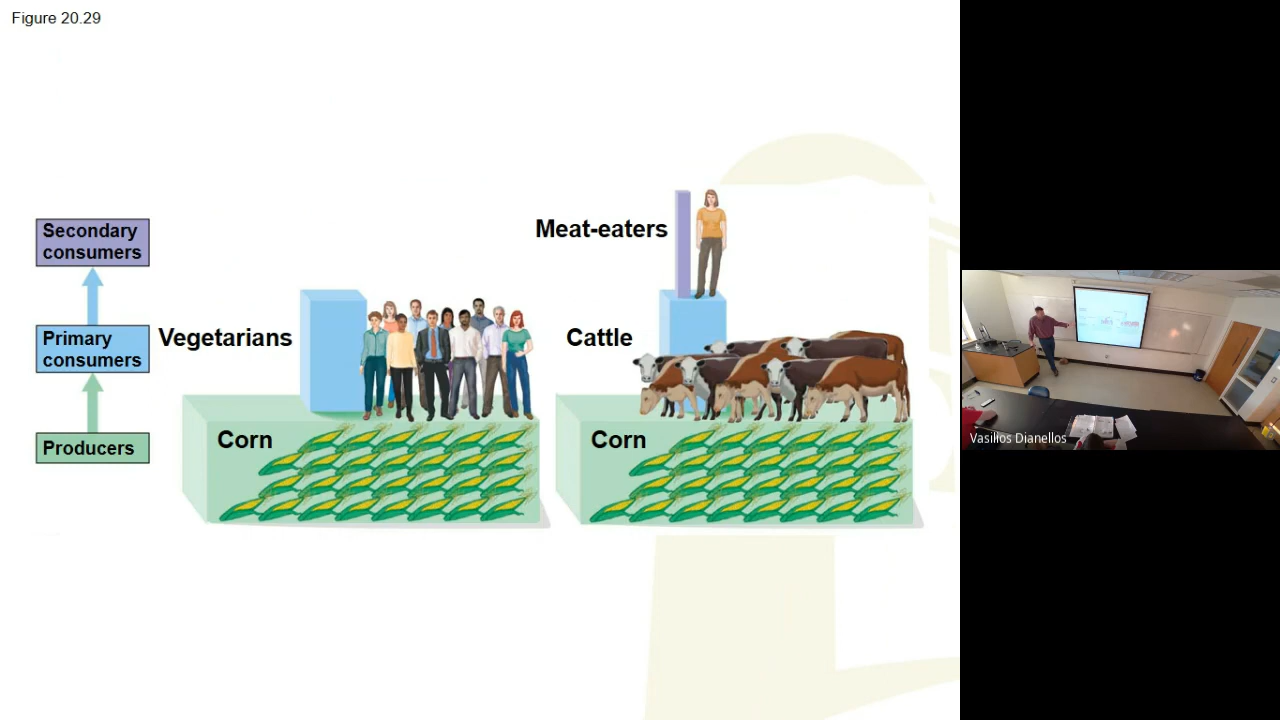 Figure 20.29
Secondary
consumers
Primary
consumers
Producers
Vegetarians
Corn
Meat-eaters
Cattle
Corn
Vasilios Dianellos